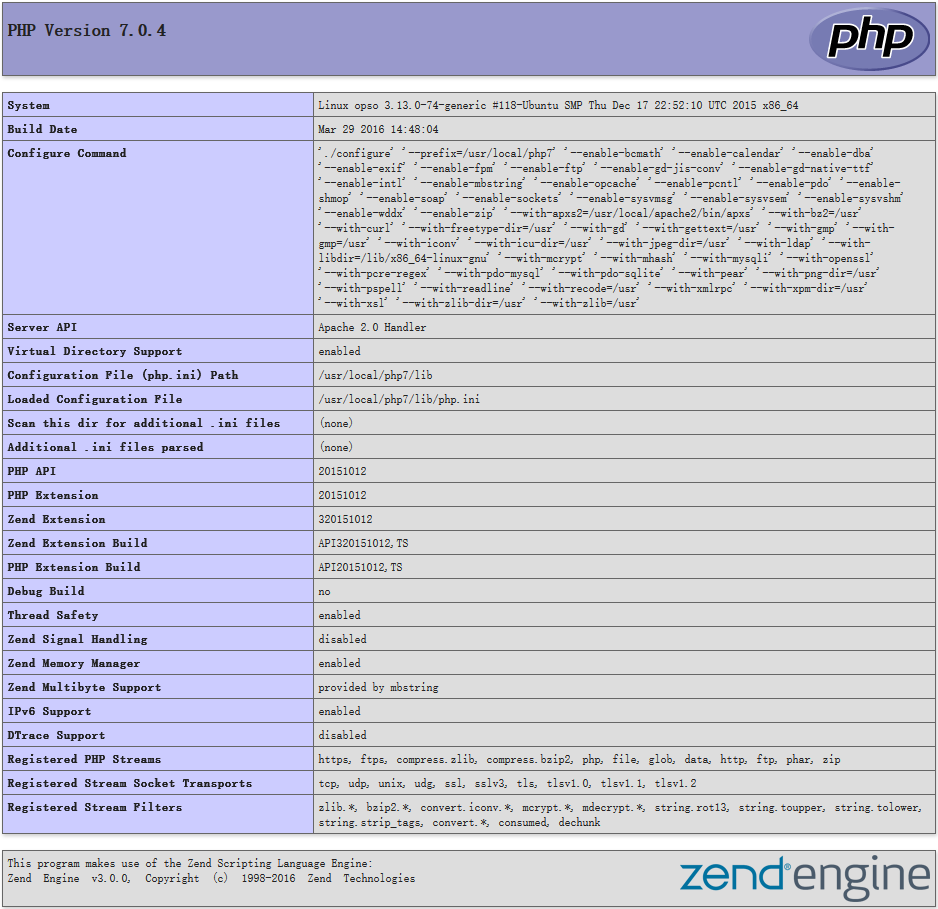 PHP Version 7.0.4
php
System Linux opso 3.13.0-74-generic #118-Ubuntu SMP Thu Dec 17 22:52:10 UTC 2015 x86_64
Build Date Mar 29 2016 14:48:04
Configure Command './configure' '--prefix=/usr/local/php7' '--enable-bcmath' '--enable-calendar' '--enable-dba'
'--enable-exif' '--enable-fpm' '--enable-ftp' '--enable-gd-jis-conv' '--enable-gd-native-ttf'
'--enable-intl' '--enable-mbstring' '--enable-opcache' '--enable-pcntl' '--enable-pdo' '--enable-
shmop' '--enable-soap' '--enable-sockets' '--enable-sysvmsg' '--enable-sysvsem' '--enable-sysvshm'
'--enable-wddx' '--enable-zip' '--with-apxs2=/usr/local/apache2/bin/apxs' '--with-bz2=/usr'
'--with-curl' '--with-freetype-dir=/usr' '--with-gd' '--with-gettext=/usr' '--with-gmp' '--with-
gmp=/usr' '--with-iconv' '--with-icu-dir=/usr' '--with-jpeg-dir=/usr' '--with-ldap' '--with-
libdir=/lib/x86_64-linux-gnu' '--with-mcrypt' '--with-mhash' '--with-mysqli' '--with-openssl'
'--with-pcre-regex' '--with-pdo-mysql' '--with-pdo-sqlite' '--with-pear' '--with-png-dir=/usr'
'--with-pspell' '--with-readline' '--with-recode=/usr' '--with-xmlrpc' '--with-xpm-dir=/usr'
'--with-xsl' '--with-zlib-dir=/usr' '--with-zlib=/usr'
Server API Apache 2.0 Handler
Virtual Directory Support enabled
Configuration File (php.ini) Path /usr/local/php7/lib
Loaded Configuration File /usr/local/php7/lib/php.ini
Scan this dir for additional .ini files (none)
Additional .ini files parsed (none)
PHP API 20151012
PHP Extension 20151012
Zend Extension 320151012
Zend Extension Build API320151012,TS
PHP Extension Build API20151012,TS
Debug Build no
Thread Safety enabled
Zend Signal Handling disabled
Zend Memory Manager enabled
Zend Multibyte Support provided by mbstring
IPv6 Support enabled
DTrace Support disabled
Registered PHP Streams https, ftps, compress.zlib, compress.bzip2, php, file, glob, data, http, ftp, phar, zip
Registered Stream Socket Transports tcp, udp, unix, udg, ssl, sslv3, tls, tlsv1.0, tlsv1.1, tlsv1.2
Registered Stream Filters zlib.*, bzip2.*, convert.iconv.*, mcrypt.*, mdecrypt.*, string.rot13, string.toupper, string.tolower,
string.strip_tags, convert.*, consumed, dechunk
This program makes use of the Zend Scripting Language Engine:
Zend Engine v3.0.0, Copyright (c) 1998-2016 Zend Technologies
zend® engine